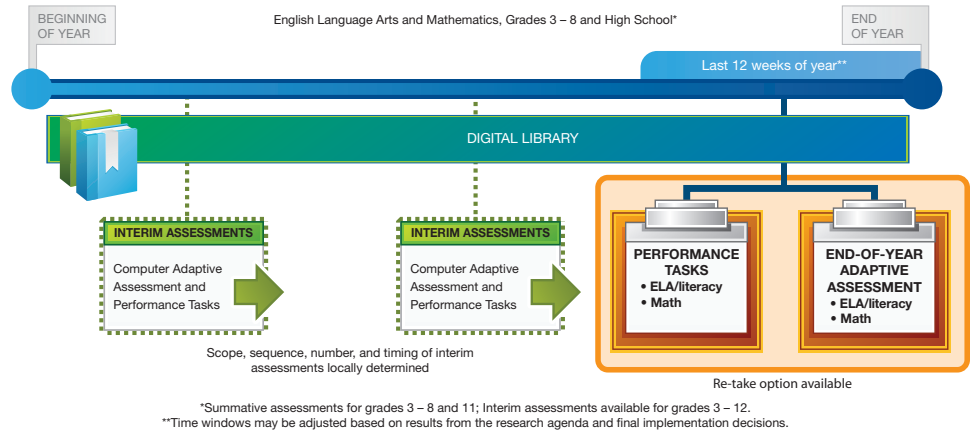 BEGINNING
OF YEAR
English Language Arts and Mathematics, Grades 3 – 8 and High School*
END
OF YEAR
Last 12 weeks of year**
DIGITAL LIBRARY
INTERIM ASSESSMENTS
Computer Adaptive
Assessment and
Performance Tasks
INTERIM ASSESSMENTS
Computer Adaptive
Assessment and
Performance Tasks
PERFORMANCE
TASKS
• ELA/literacy
• Math
END-OF-YEAR
ADAPTIVE
ASSESSMENT
• ELA/literacy
• Math
Scope, sequence, number, and timing of interim
assessments locally determined
Re-take option available
*Summative assessments for grades 3 – 8 and 11; Interim assessments available for grades 3 – 12.
**Time windows may be adjusted based on results from the research agenda and final implementation decisions.